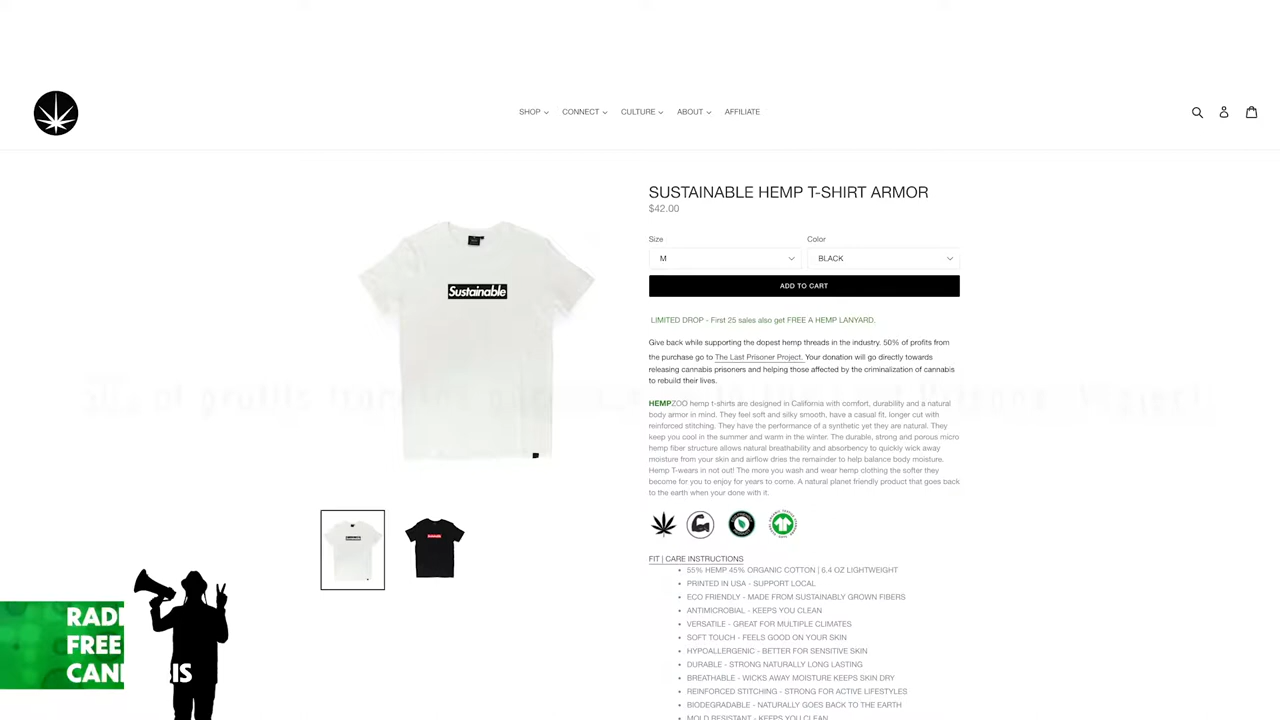 SHOP
CONNECT
CULTURE
ABOUT
AFFILIATE
SUSTAINABLE HEMP T-SHIRT ARMOR
$42.00
Size
Color
M
BLACK
ADD TO CART
Sustainable
LIMITED DROP - First 25 sales also get FREE A HEMP LANYARD.
Give back while supporting the dopest hemp threads in the industry. 50% of profits from
the purchase go to The Last Prisoner Project. Your donation will go directly towards
releasing cannabis prisoners and helping those affected by the criminalization of cannabis
to rebuild their lives.
HEMPZOO hemp t-shirts are designed in California with comfort, durability and a natural
body armor in mind. They feel soft and silky smooth, have a casual fit, longer cut with
reinforced stitching. They have the performance of a synthetic yet they are natural. They
keep you cool in the summer and warm in the winter. The durable, strong and porous micro
hemp fiber structure allows natural breathability and absorbency to quickly wick away
moisture from your skin and airflow dries the remainder to help balance body moisture.
Hemp T-wears in not out! The more you wash and wear hemp clothing the softer they
become for you to enjoy for years to come. A natural planet friendly product that goes back
to the earth when your done with it.
FIT | CARE INSTRUCTIONS
55% HEMP 45% ORGANIC COTTON | 6.4 OZ LIGHTWEIGHT
PRINTED IN USA - SUPPORT LOCAL
ECO FRIENDLY - MADE FROM SUSTAINABLY GROWN FIBERS
ANTIMICROBIAL - KEEPS YOU CLEAN
VERSATILE - GREAT FOR MULTIPLE CLIMATES
SOFT TOUCH - FEELS GOOD ON YOUR SKIN
HYPOALLERGENIC - BETTER FOR SENSITIVE SKIN
DURABLE - STRONG NATURALLY LONG LASTING
BREATHABLE - WICKS AWAY MOISTURE KEEPS SKIN DRY
REINFORCED STITCHING - STRONG FOR ACTIVE LIFESTYLES
BIODEGRADABLE - NATURALLY GOES BACK TO THE EARTH
MOLD RESISTANT - KEEPS YOU CLEAN
FREE